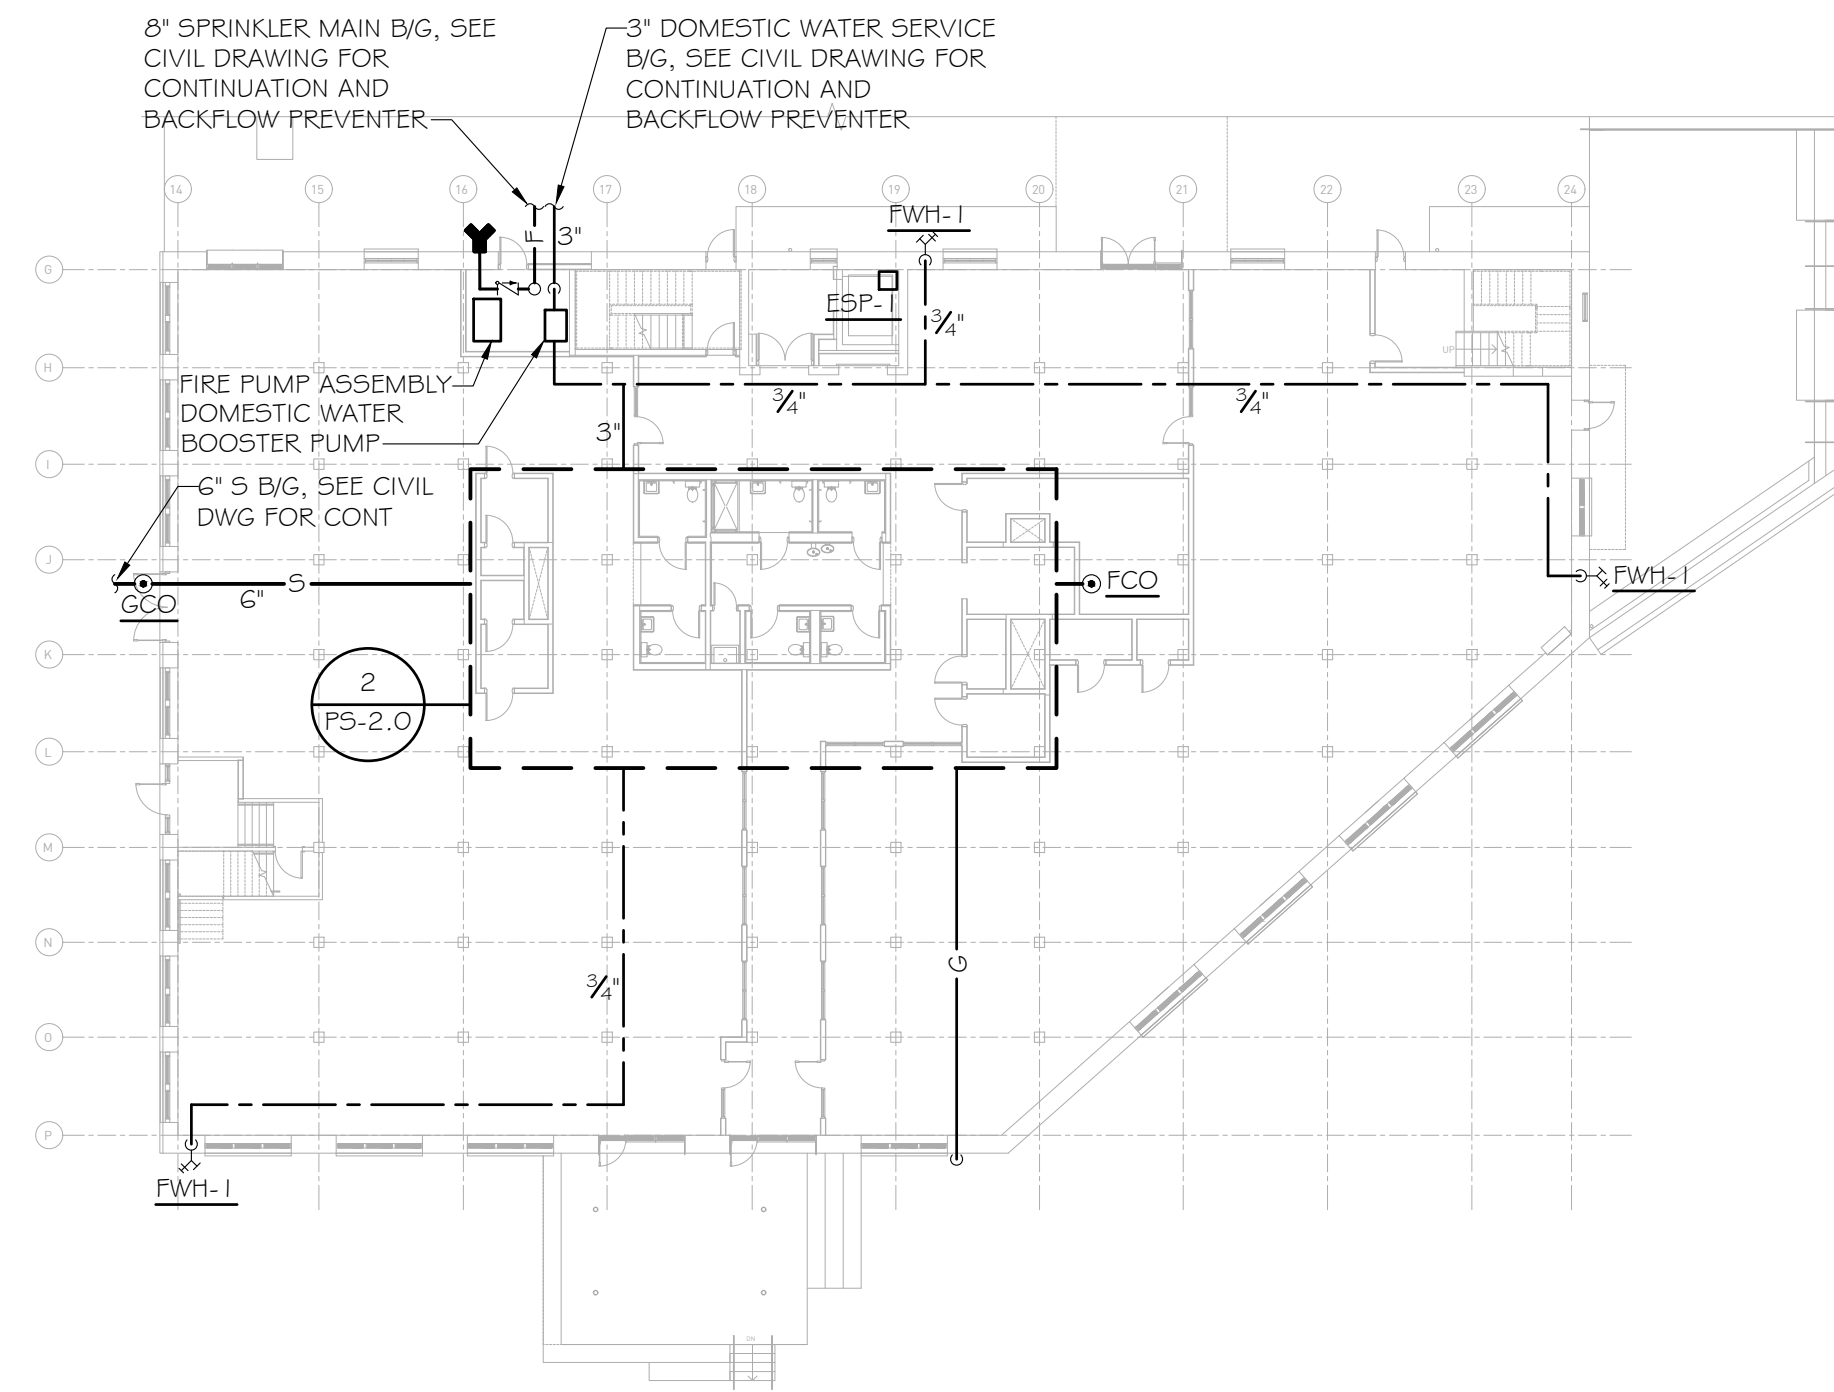 8" SPRINKLER MAIN B/G, SEE
CIVIL DRAWING FOR
CONTINUATION AND
BACKFLOW PREVENTER
3" DOMESTIC WATER SERVICE
B/G, SEE CIVIL DRAWING FOR
CONTINUATION AND
BACKFLOW PREVENTER
14
15
16
17
18
19
20
21
22
23
24
FWH-1
F
3"
G
ESP-1
3/4"
UP
H
FIRE PUMP ASSEMBLY
DOMESTIC WATER
BOOSTER PUMP
3/4"
3/4"
3"
I
6" S B/G, SEE CIVIL
DWG FOR CONT
J
S
6"
GCO
FCO
FWH-1
K
2
PS-2.0
L
M
N
G
3/4"
O
P
FWH-1
DN